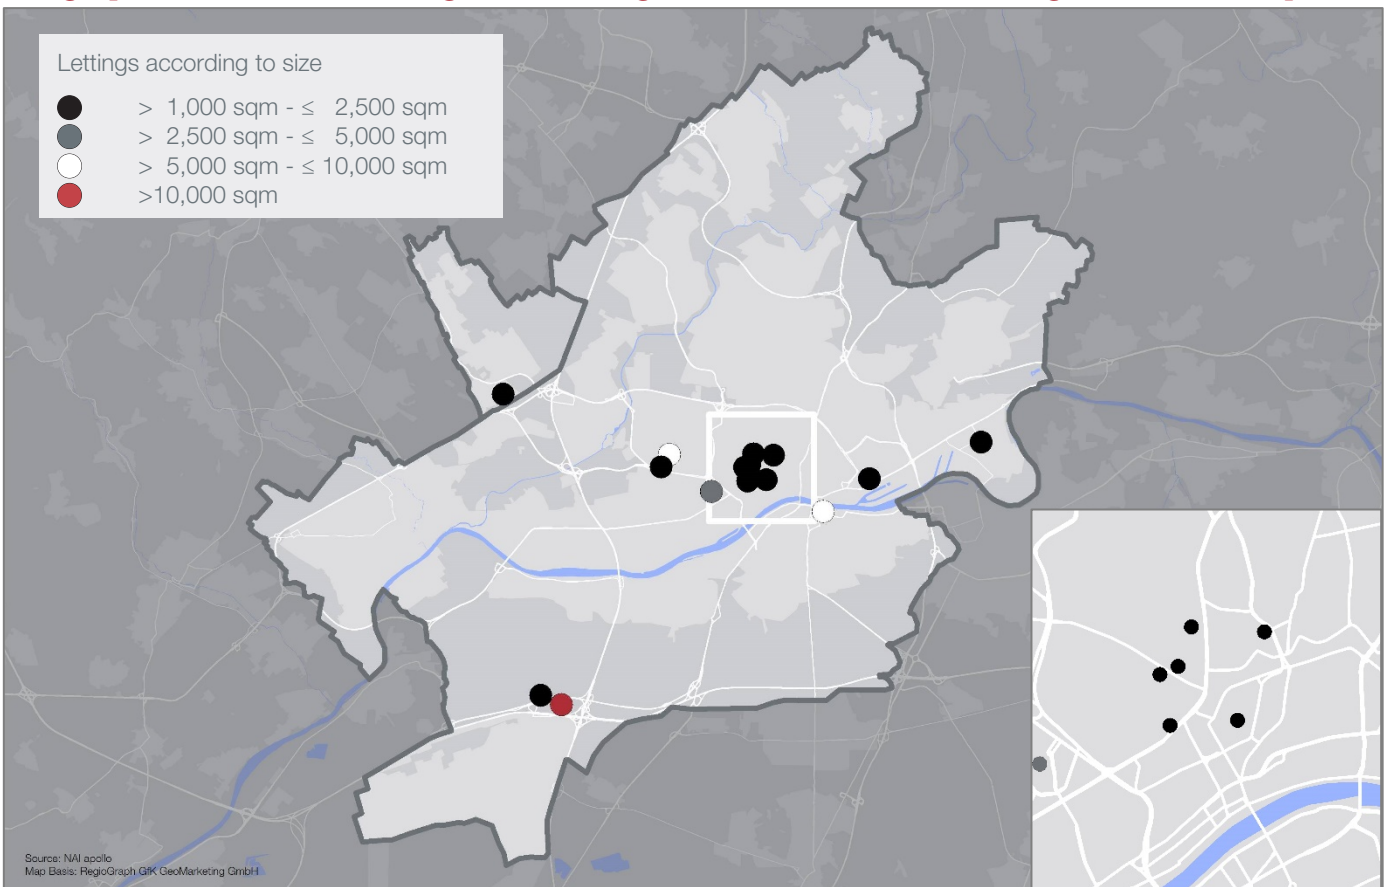 Lettings according to size
> 1,000 sqm - ≤ 2,500 sqm
> 2,500 sqm - ≤ 5,000 sqm
> 5,000 sqm - ≤ 10,000 sqm
>10,000 sqm
Source: NAI apollo
Map Basis: RegioGraph GfK GeoMarketing GmbH